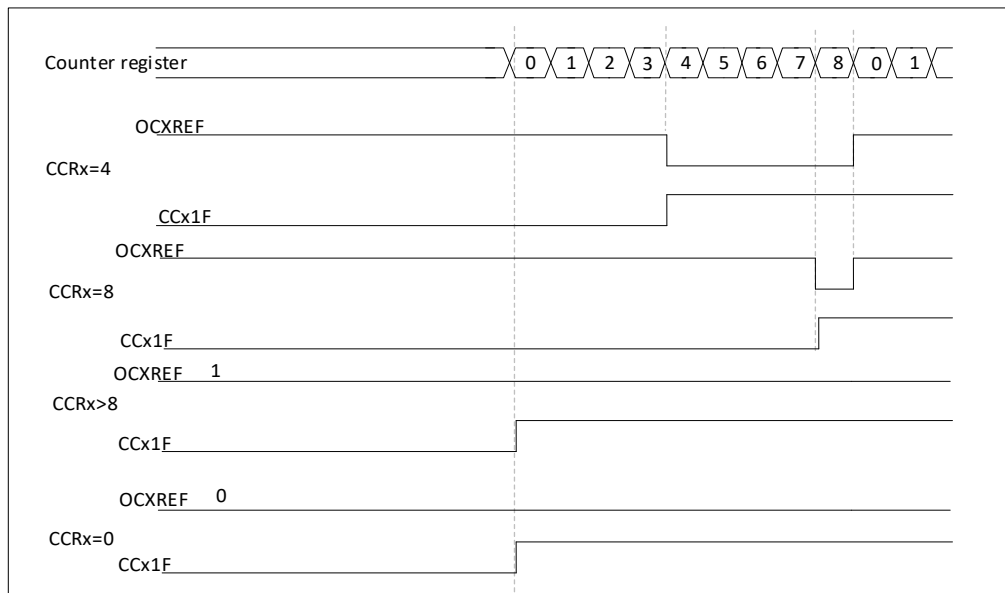 Counter register 0 1 2 3 4 5 6 7 8 0 1
OCXREF
CCRx=4
CCx1F
OCXREF
CCRx=8
CCx1F
OCXREF 1
CCRx>8
CCx1F
OCXREF 0
CCRx=0
CCx1F